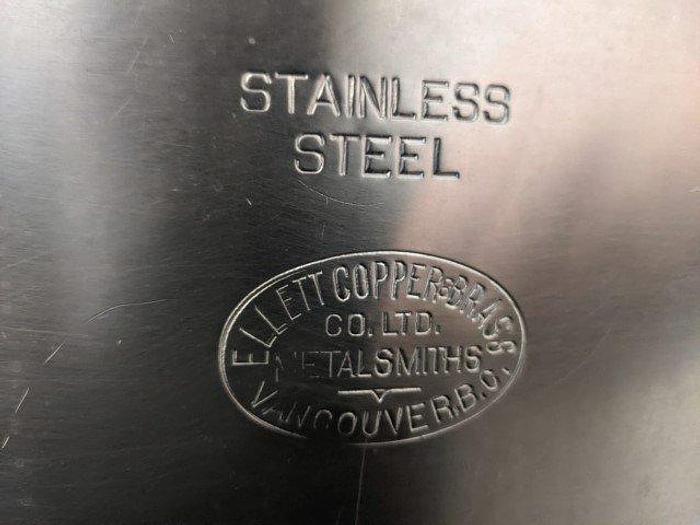 STAINLESS
STEEL
ELLETT COPPER & BRASS
CO. LTD.
METALSMITHS
VANCOUVER. B.C.